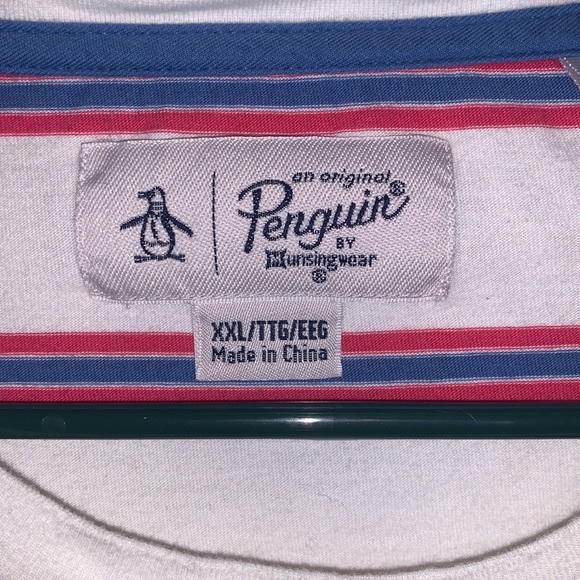 an original
Penguin®
BY
Munsingwear
®
XXL/TTG/EEG
Made in China